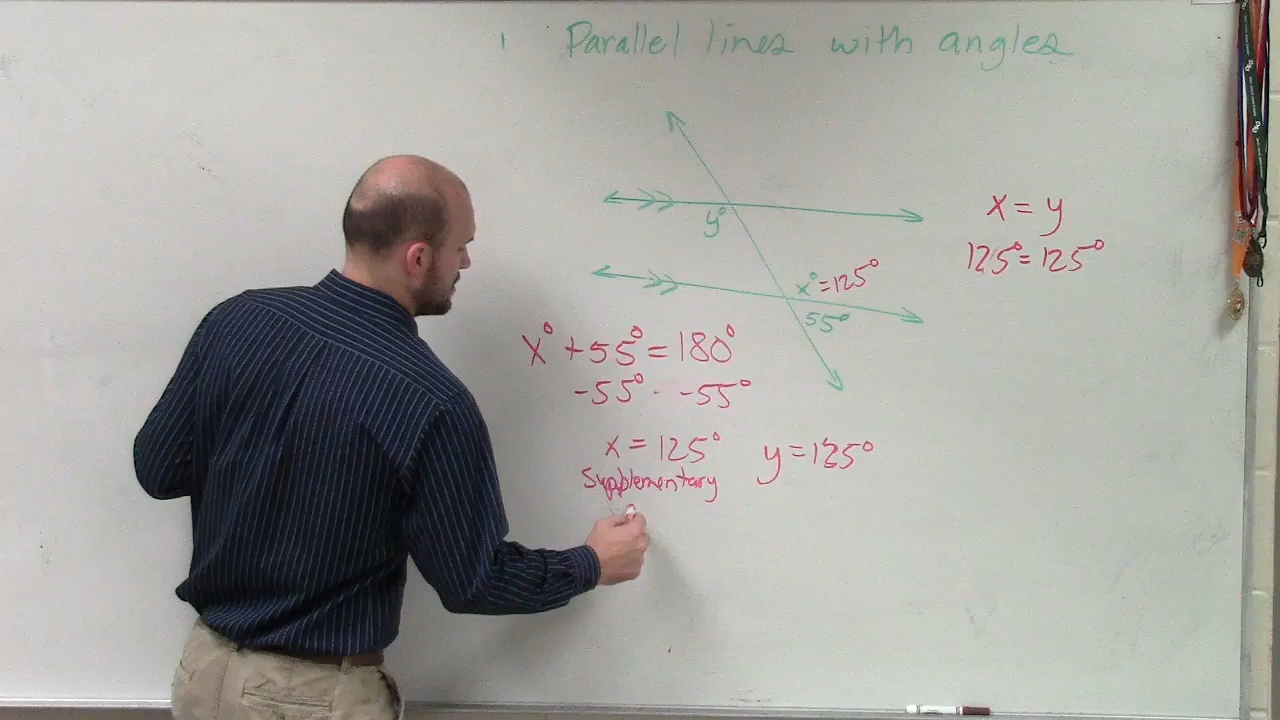 Parallel lines with angles
y°
x = y
125° = 125°
x° = 125°
55°
x° + 55° = 180°
-55° -55°
x = 125° y = 125°
Supplementary